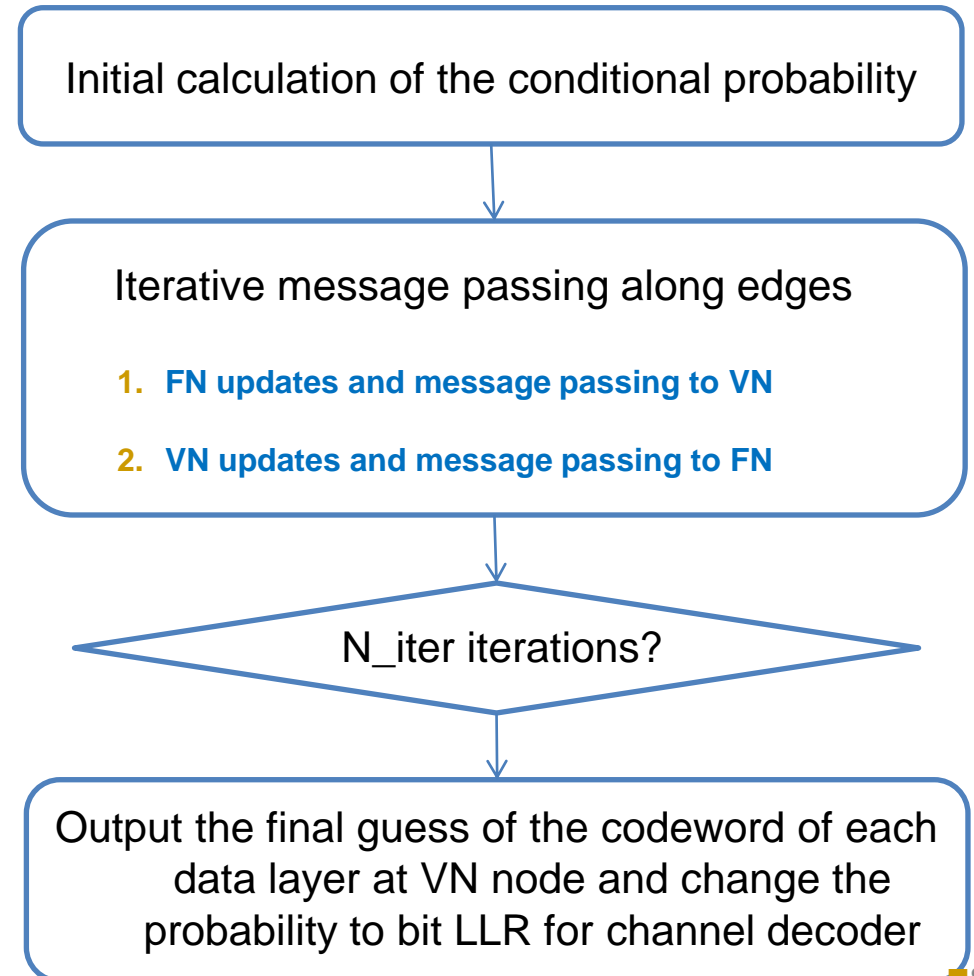 Initial calculation of the conditional probability
Iterative message passing along edges
1. FN updates and message passing to VN
2. VN updates and message passing to FN
N_iter iterations?
Output the final guess of the codeword of each
data layer at VN node and change the
probability to bit LLR for channel decoder